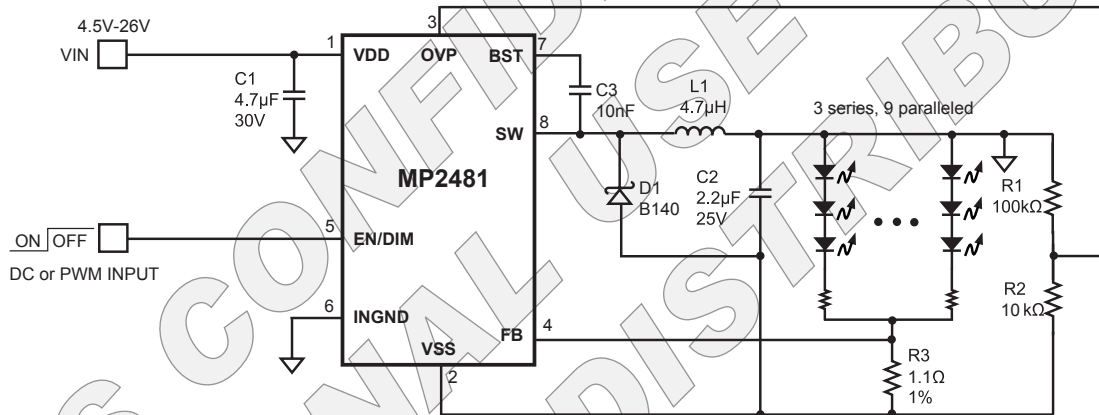 4.5V-26V
VIN
C1
4.7µF
30V
ON OFF
DC or PWM INPUT
3
1
VDD
OVP
BST
7
SW
8
MP2481
5
EN/DIM
6
INGND
FB
4
VSS
2
C3
10nF
L1
4.7µH
D1
B140
C2
2.2µF
25V
3 series, 9 paralleled
R1
100kΩ
R2
10 kΩ
R3
1.1Ω
1%